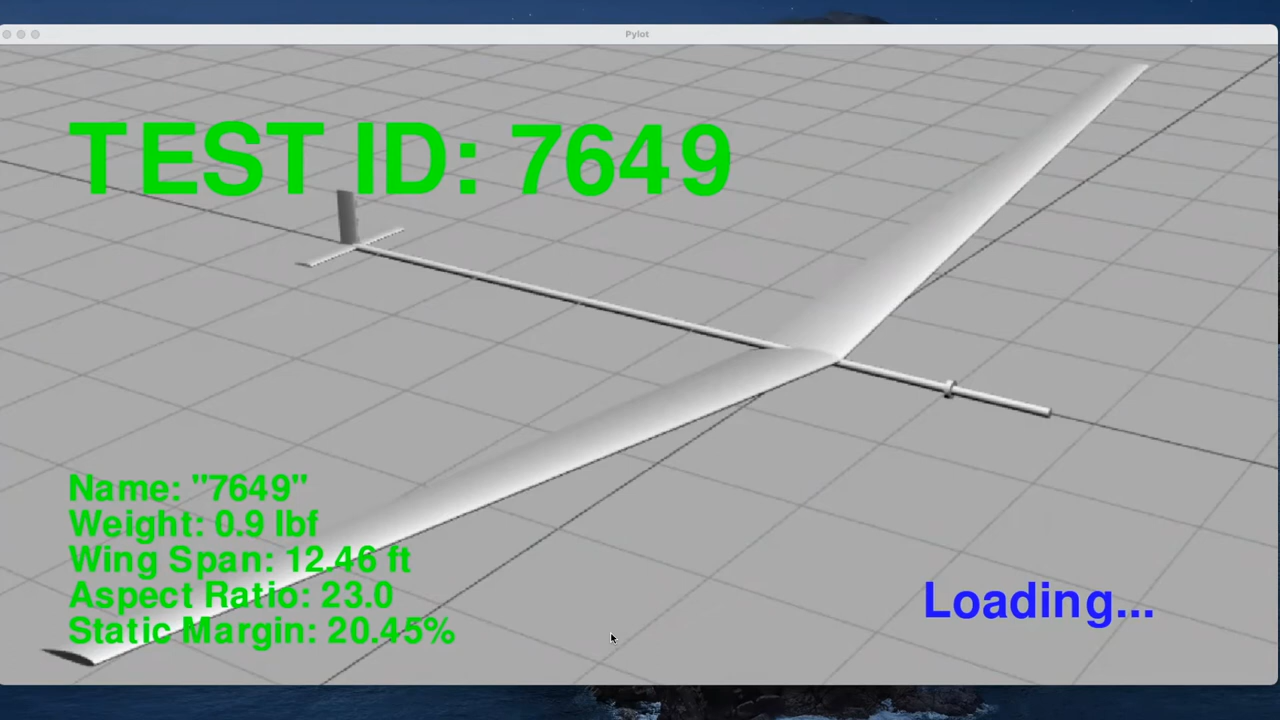 Pylot
TEST ID: 7649
Name: "7649"
Weight: 0.9 lbf
Wing Span: 12.46 ft
Aspect Ratio: 23.0
Static Margin: 20.45%
Loading...